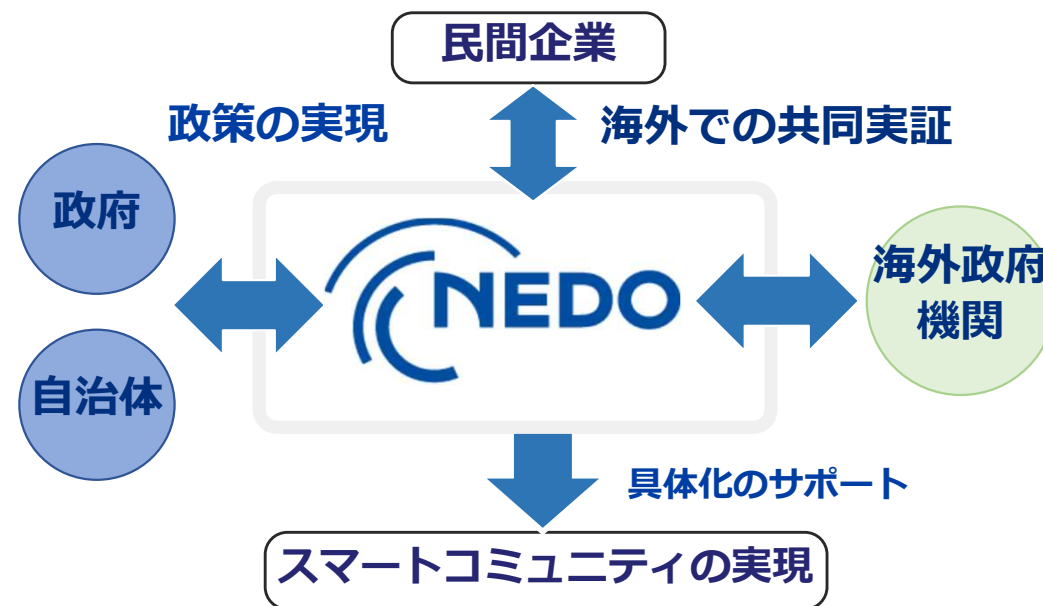 民間企業
政策の実現
海外での共同実証
政府
NEDO
海外政府
機関
自治体
具体化のサポート
スマートコミュニティの実現